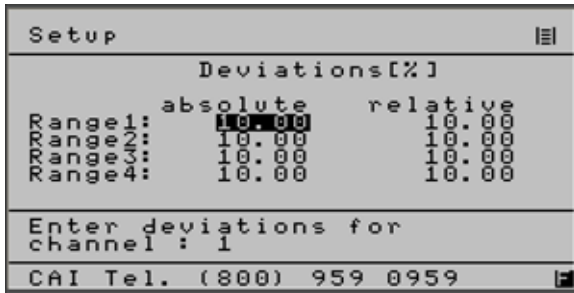 Setup
Deviations[%]
absolute relative
Range1: 10.00 10.00
Range2: 10.00 10.00
Range3: 10.00 10.00
Range4: 10.00 10.00
Enter deviations for
channel : 1
CAI Tel. (800) 959 0959 F